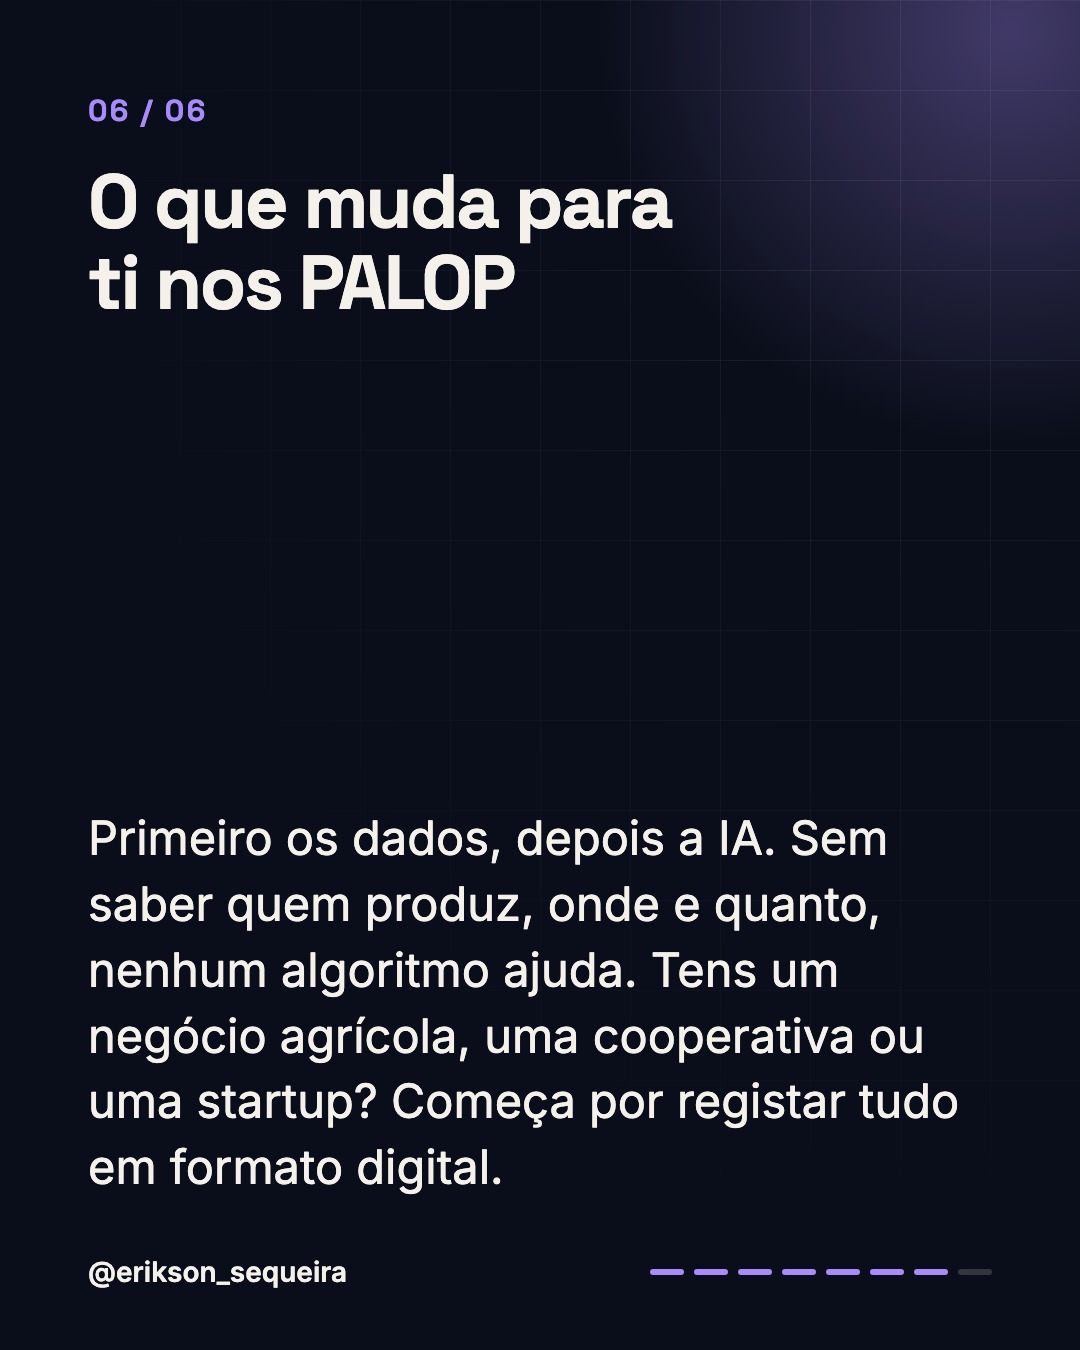 06 / 06
O que muda para
ti nos PALOP
Primeiro os dados, depois a IA. Sem
saber quem produz, onde e quanto,
nenhum algoritmo ajuda. Tens um
negócio agrícola, uma cooperativa ou
uma startup? Começa por registar tudo
em formato digital.
@erikson_sequeira